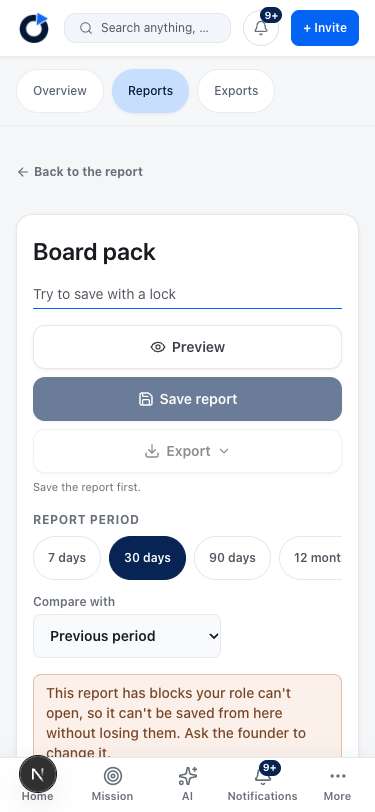 Search anything, ...
9+
+ Invite
Overview
Reports
Exports
← Back to the report
Board pack
Try to save with a lock
Preview
Save report
Export
Save the report first.
REPORT PERIOD
7 days
30 days
90 days
12 mont
Compare with
Previous period
This report has blocks your role can't
open, so it can't be saved from here
without losing them. Ask the founder to
change it.
N
9+
Home
Mission
AI
Notifications
More